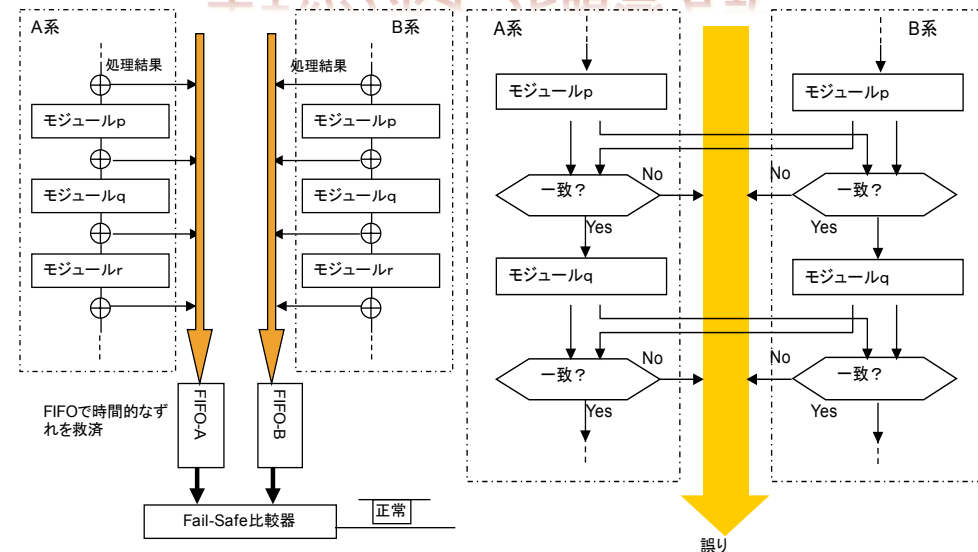 A系
B系
処理結果
処理結果
モジュールp
モジュールp
モジュールq
モジュールq
モジュールr
モジュールr
FIFOで時間的なず
れを救済
FIFO-A
FIFO-B
Fail-Safe比較器
正常
A系
B系
モジュールp
モジュールp
一致？
No
No
一致？
Yes
Yes
モジュールq
モジュールq
一致？
No
No
一致？
Yes
Yes
誤り